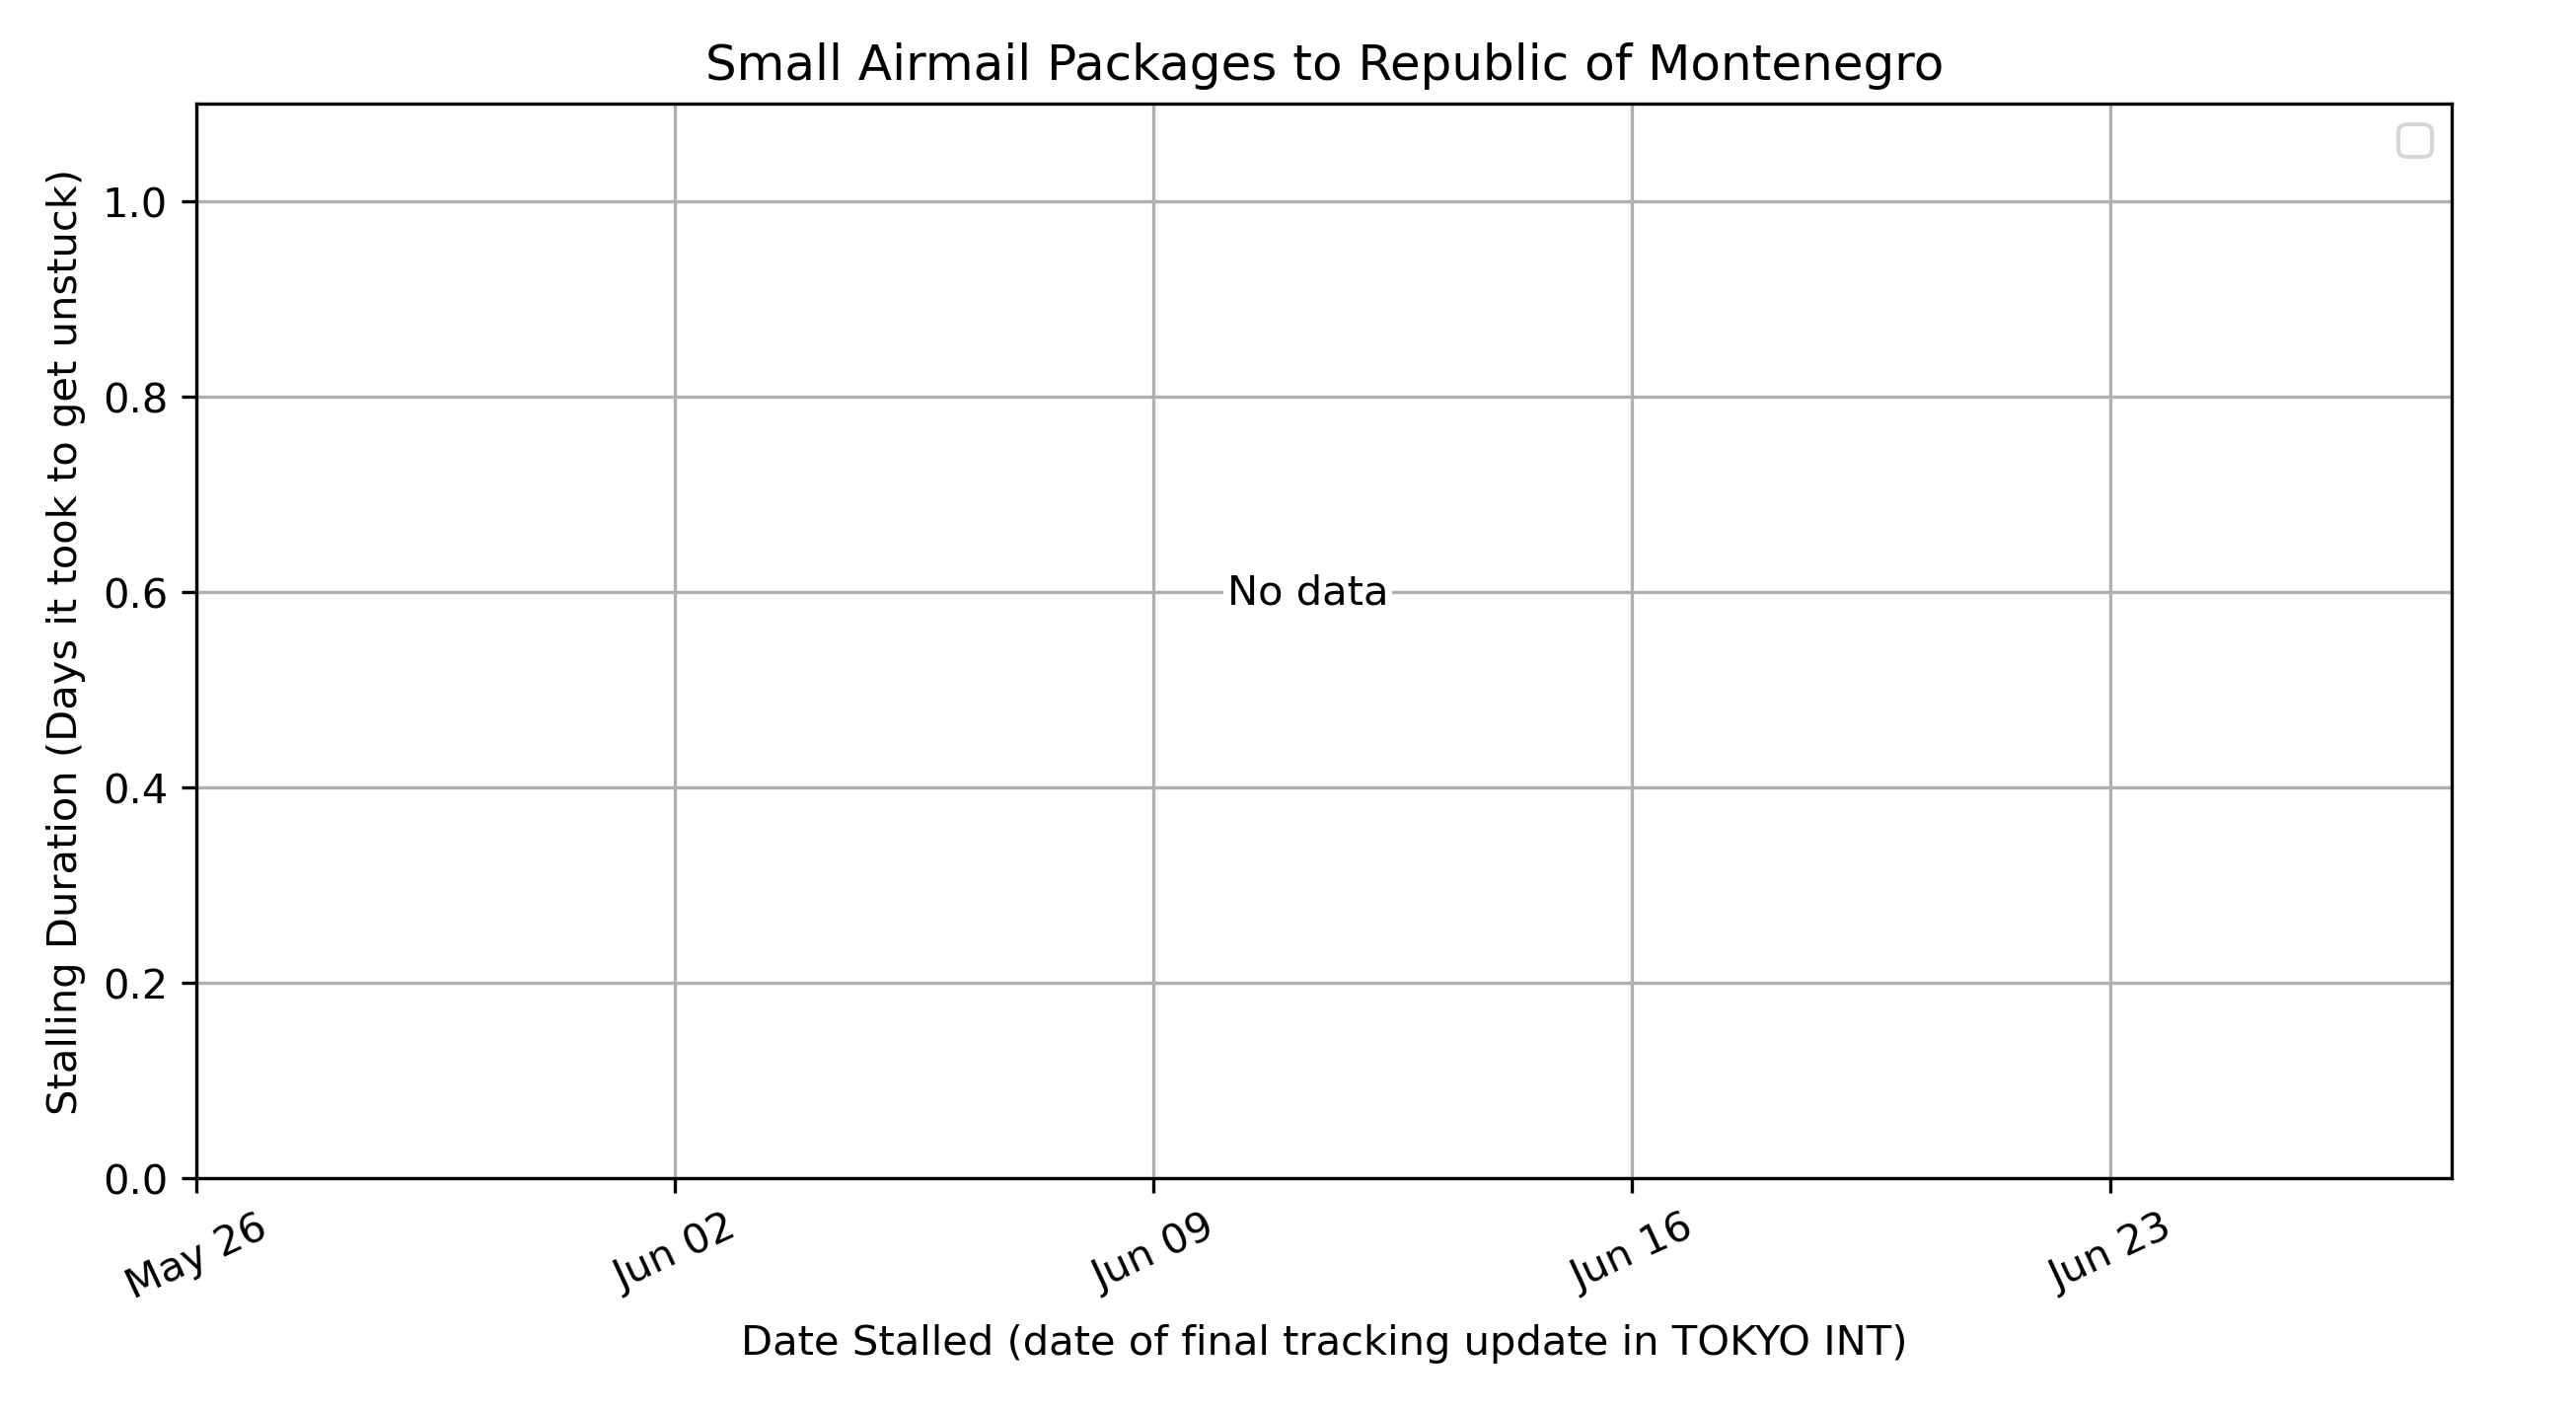 Small Airmail Packages to Republic of Montenegro
Stalling Duration (Days it took to get unstuck)
1.0
0.8
0.6
0.4
0.2
0.0
No data
May 26
Jun 02
Jun 09
Jun 16
Jun 23
Date Stalled (date of final tracking update in TOKYO INT)